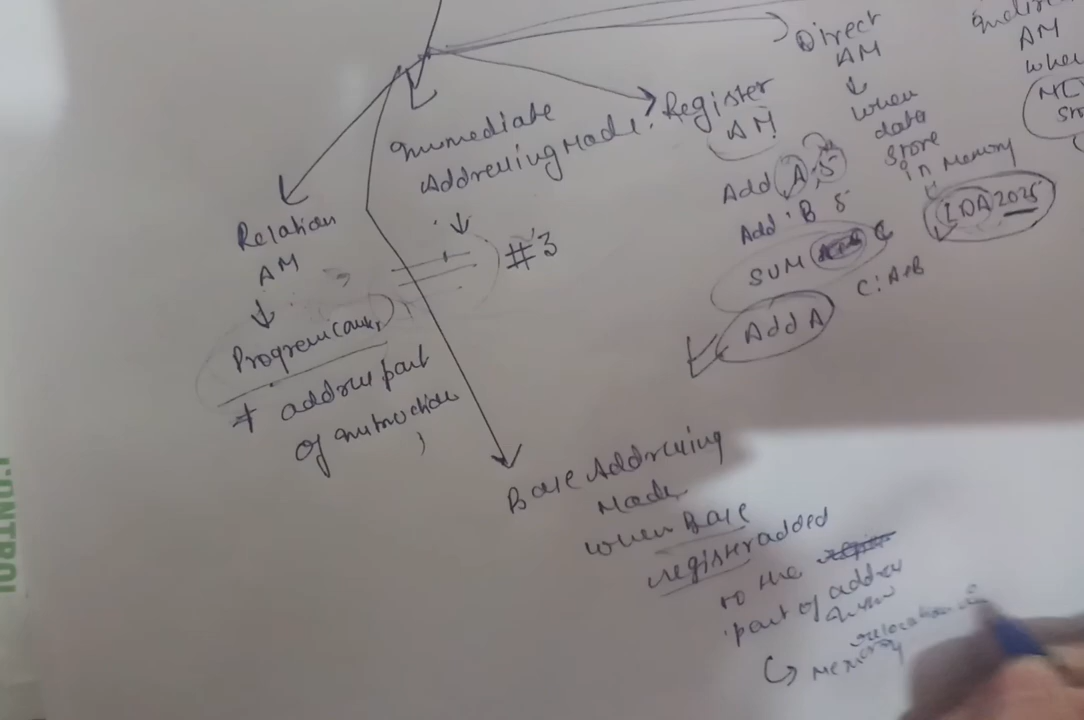 Direct
AM
when
data
store
in Memory
LDA 2025
AM
Register
AM
Add A, 5
Add B 5
SUM
C: A+B
Add A
Immediate
Addressing Mode.
#3
Relation
AM
+ address part
of instruction
Base Addressing
Mode
when Base
register added
to the
part of address
relocation
memory